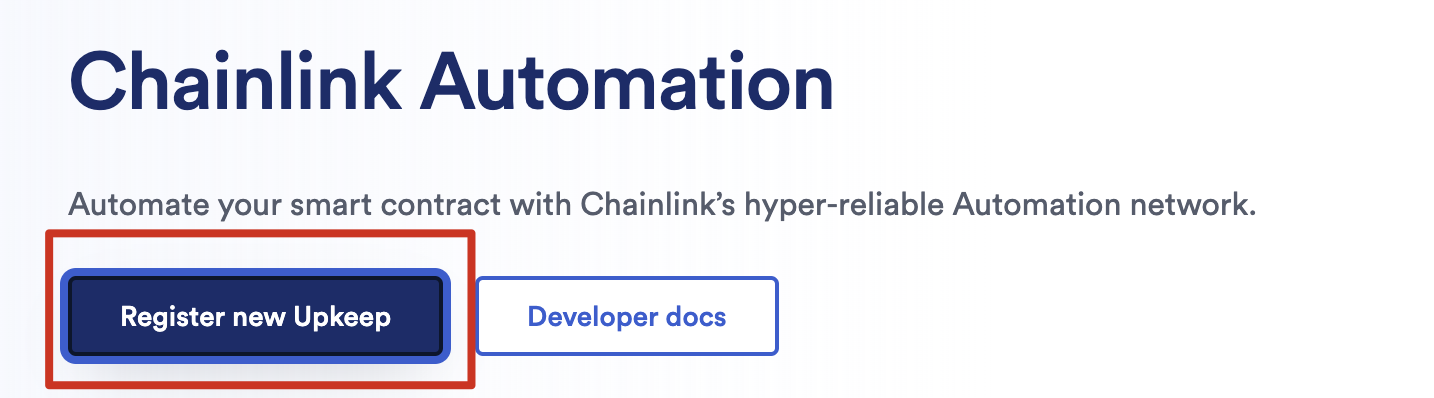 Chainlink Automation
Automate your smart contract with Chainlink’s hyper-reliable Automation network.
Register new Upkeep
Developer docs